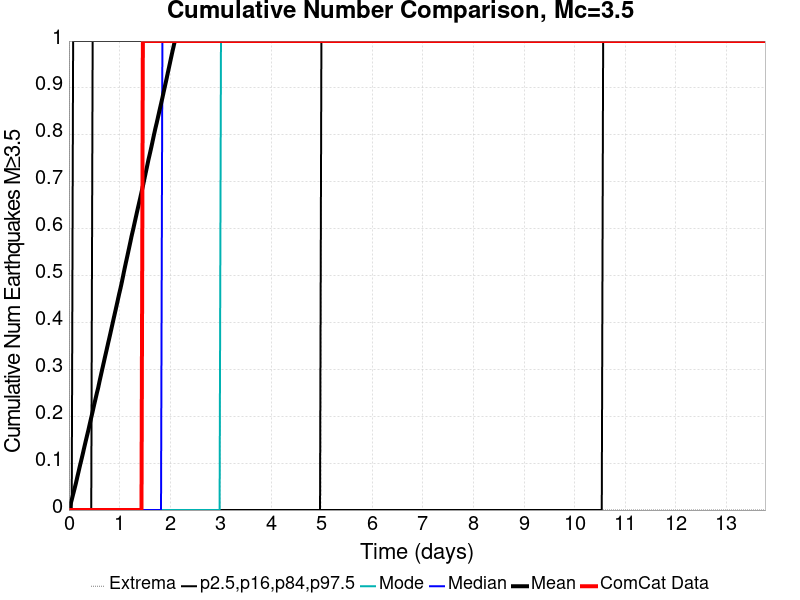 Cumulative Number Comparison, Mc=3.5
Cumulative Num Earthquakes M≥3.5
1
0.9
0.8
0.7
0.6
0.5
0.4
0.3
0.2
0.1
0
0 1 2 3 4 5 6 7 8 9 10 11 12 13
Time (days)
Extrema p2.5,p16,p84,p97.5 Mode Median Mean ComCat Data